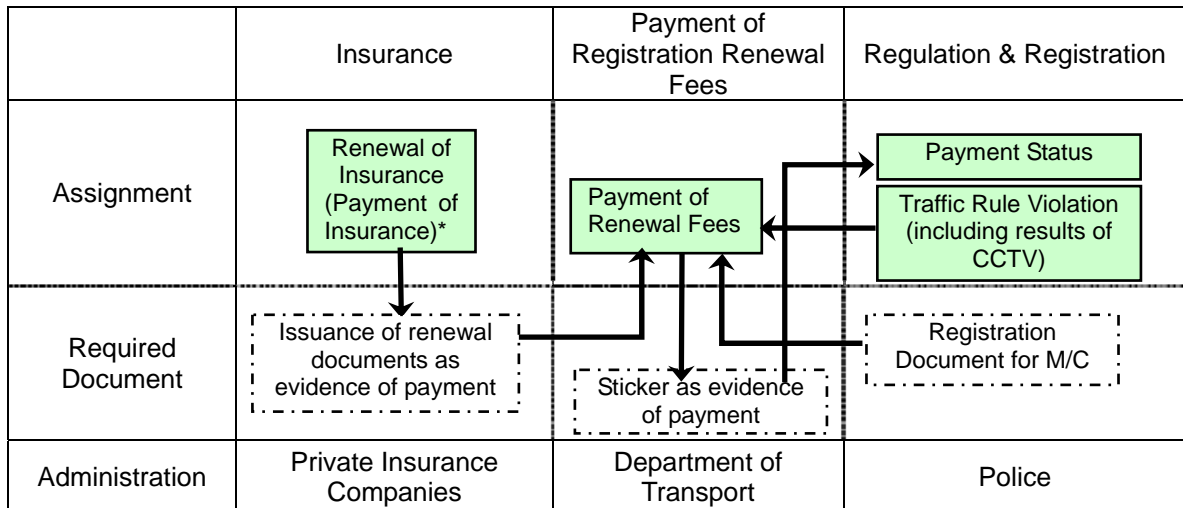 Insurance
Payment of
Registration Renewal
Fees
Regulation & Registration
Assignment
Renewal of
Insurance
(Payment of
Insurance)*
Payment of
Renewal Fees
Payment Status
Traffic Rule Violation
(including results of
CCTV)
Required
Document
Issuance of renewal
documents as
evidence of payment
Sticker as evidence
of payment
Registration
Document for M/C
Administration
Private Insurance
Companies
Department of
Transport
Police